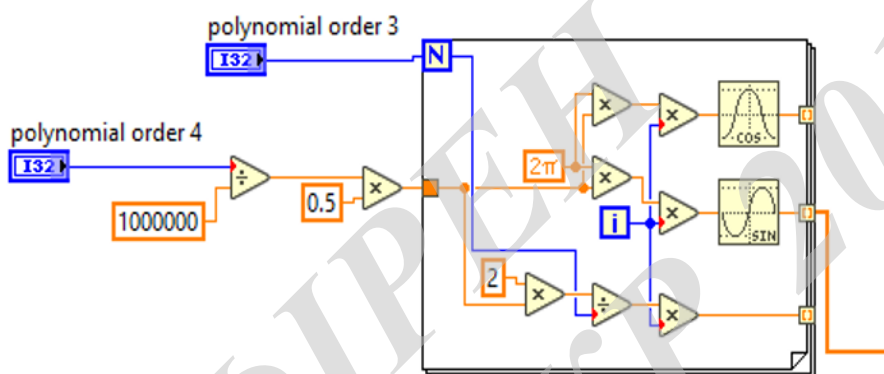 polynomial order 3
I32
N
polynomial order 4
I32
2π
COS
1000000
0.5
i
SIN
2